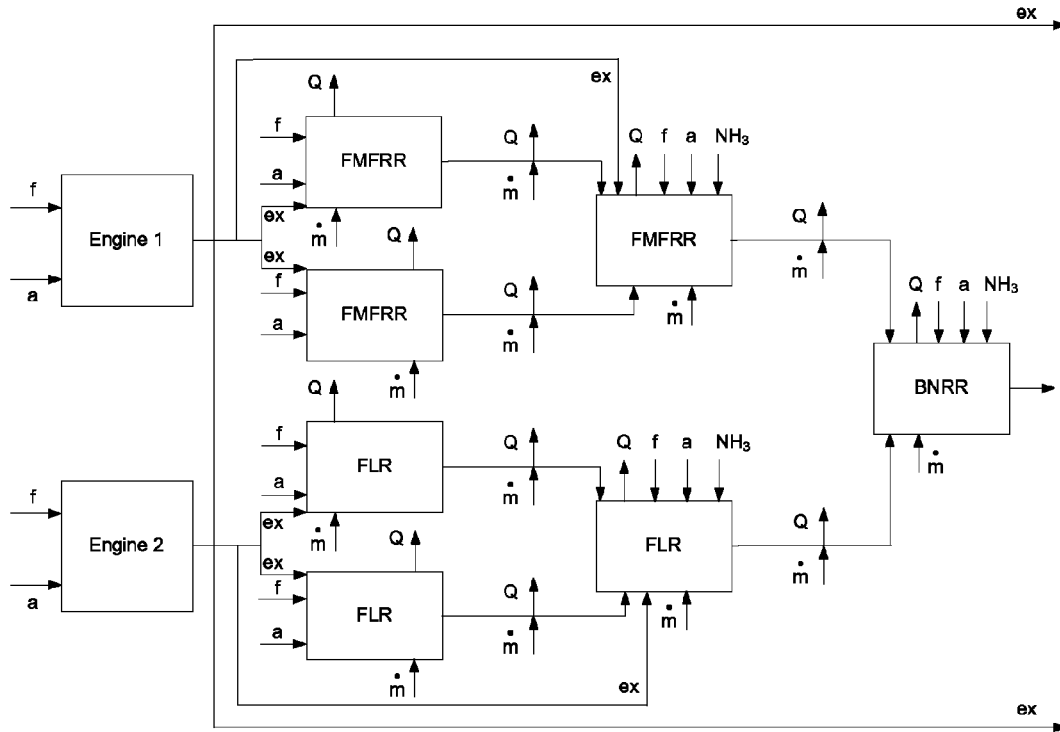 ex
Q
ex
f
FMFRR
a
ex
ṁ
Q
ṁ
Q
f
a
NH₃
FMFRR
ṁ
f
Engine 1
a
Q
ex
f
FMFRR
a
ṁ
Q
ṁ
Q
ṁ
Q
f
a
NH₃
BNRR
ṁ
Q
f
FLR
a
ex
ṁ
Q
ṁ
Q
f
a
NH₃
FLR
ṁ
f
Engine 2
a
Q
ex
f
FLR
a
ṁ
Q
ṁ
Q
ṁ
ex
ex